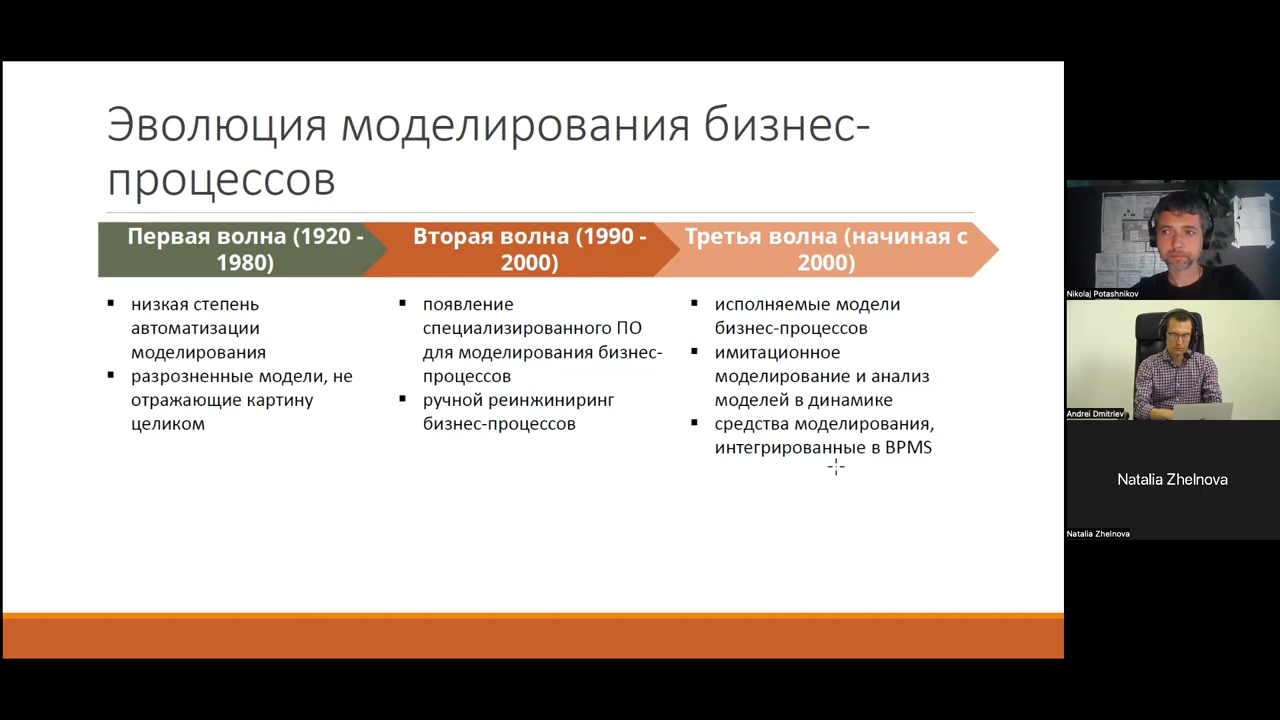 Эволюция моделирования бизнес-
процессов
Первая волна (1920 -
1980)
Вторая волна (1990 -
2000)
Третья волна (начиная с
2000)
низкая степень
автоматизации
моделирования
разрозненные модели, не
отражающие картину
целиком
появление
специализированного ПО
для моделирования бизнес-
процессов
ручной реинжиниринг
бизнес-процессов
исполняемые модели
бизнес-процессов
имитационное
моделирование и анализ
моделей в динамике
средства моделирования,
интегрированные в BPMS
Nikolaj Potashnikov
Andrei Dmitriev
Natalia Zhelnova
Natalia Zhelnova